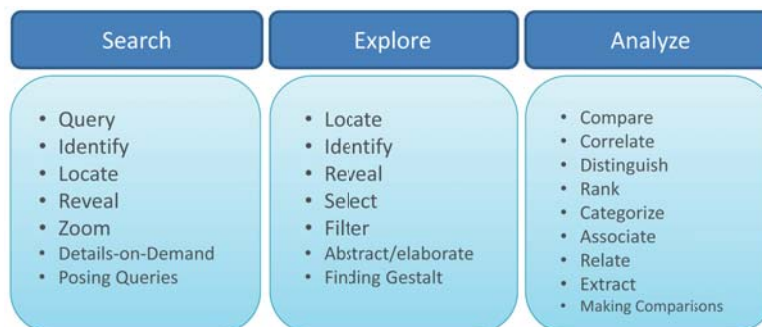 Search
• Query
• Identify
• Locate
• Reveal
• Zoom
• Details-on-Demand
• Posing Queries
Explore
• Locate
• Identify
• Reveal
• Select
• Filter
• Abstract/elaborate
• Finding Gestalt
Analyze
• Compare
• Correlate
• Distinguish
• Rank
• Categorize
• Associate
• Relate
• Extract
• Making Comparisons